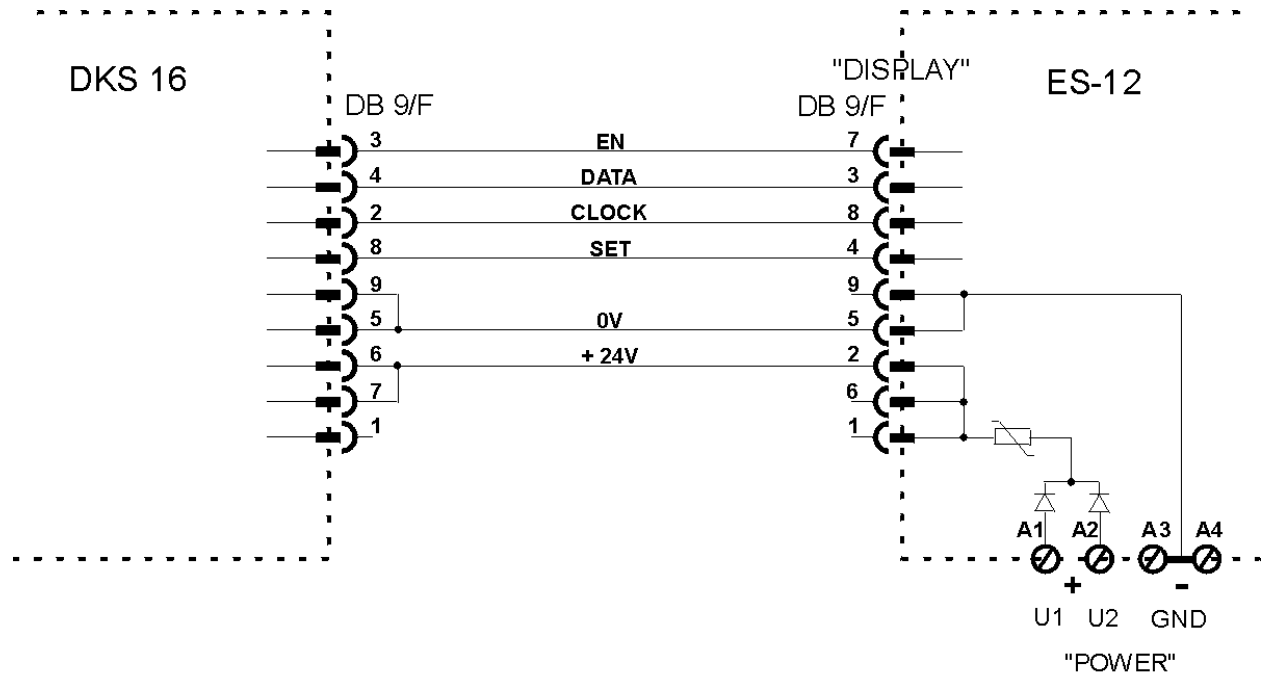 "DISPLAY"
DKS 16
ES-12
DB 9/F
DB 9/F
3 EN 7
4 DATA 3
2 CLOCK 8
8 SET 4
9 9
5 0V 5
6 + 24V 2
7 6
1 1
A1 A2 A3 A4
+ -
U1 U2 GND
"POWER"